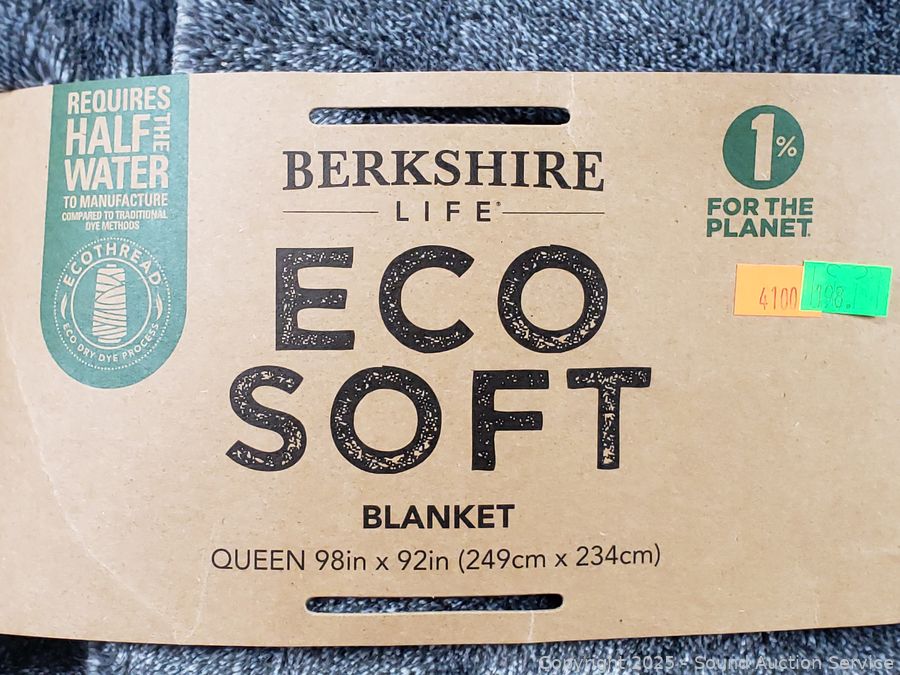 REQUIRES
HALF THE
WATER
TO MANUFACTURE
COMPARED TO TRADITIONAL
DYE METHODS
ECOTHREAD
ECO DRY DYE PROCESS
BERKSHIRE
LIFE®
ECO
SOFT
BLANKET
QUEEN 98in x 92in (249cm x 234cm)
1%
FOR THE
PLANET
4100
198.
Copyright 2025 - Sound Auction Service